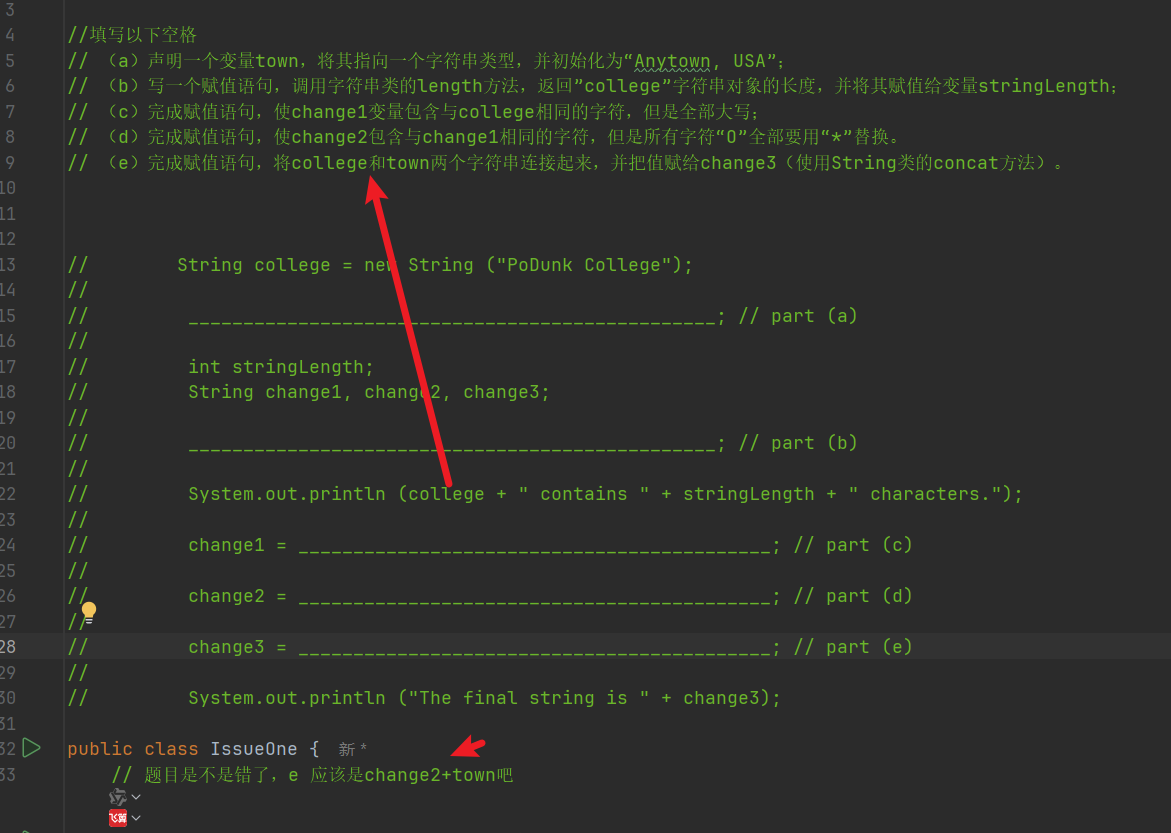 3
4 //填写以下空格
5 // （a）声明一个变量town，将其指向一个字符串类型，并初始化为“Anytown, USA”；
6 // （b）写一个赋值语句，调用字符串类的length方法，返回”college”字符串对象的长度，并将其赋值给变量stringLength；
7 // （c）完成赋值语句，使change1变量包含与college相同的字符，但是全部大写；
8 // （d）完成赋值语句，使change2包含与change1相同的字符，但是所有字符“O”全部要用“*”替换。
9 // （e）完成赋值语句，将college和town两个字符串连接起来，并把值赋给change3（使用String类的concat方法）。
10
11
12
13 // String college = new String ("PoDunk College");
14 //
15 // ________________________________________________; // part (a)
16 //
17 // int stringLength;
18 // String change1, change2, change3;
19 //
20 // ________________________________________________; // part (b)
21 //
22 // System.out.println (college + " contains " + stringLength + " characters.");
23 //
24 // change1 = ___________________________________________; // part (c)
25 //
26 // change2 = ___________________________________________; // part (d)
27 //
28 // change3 = ___________________________________________; // part (e)
29 //
30 // System.out.println ("The final string is " + change3);
31
32 public class IssueOne { 新 *
33 // 题目是不是错了，e 应该是change2+town吧